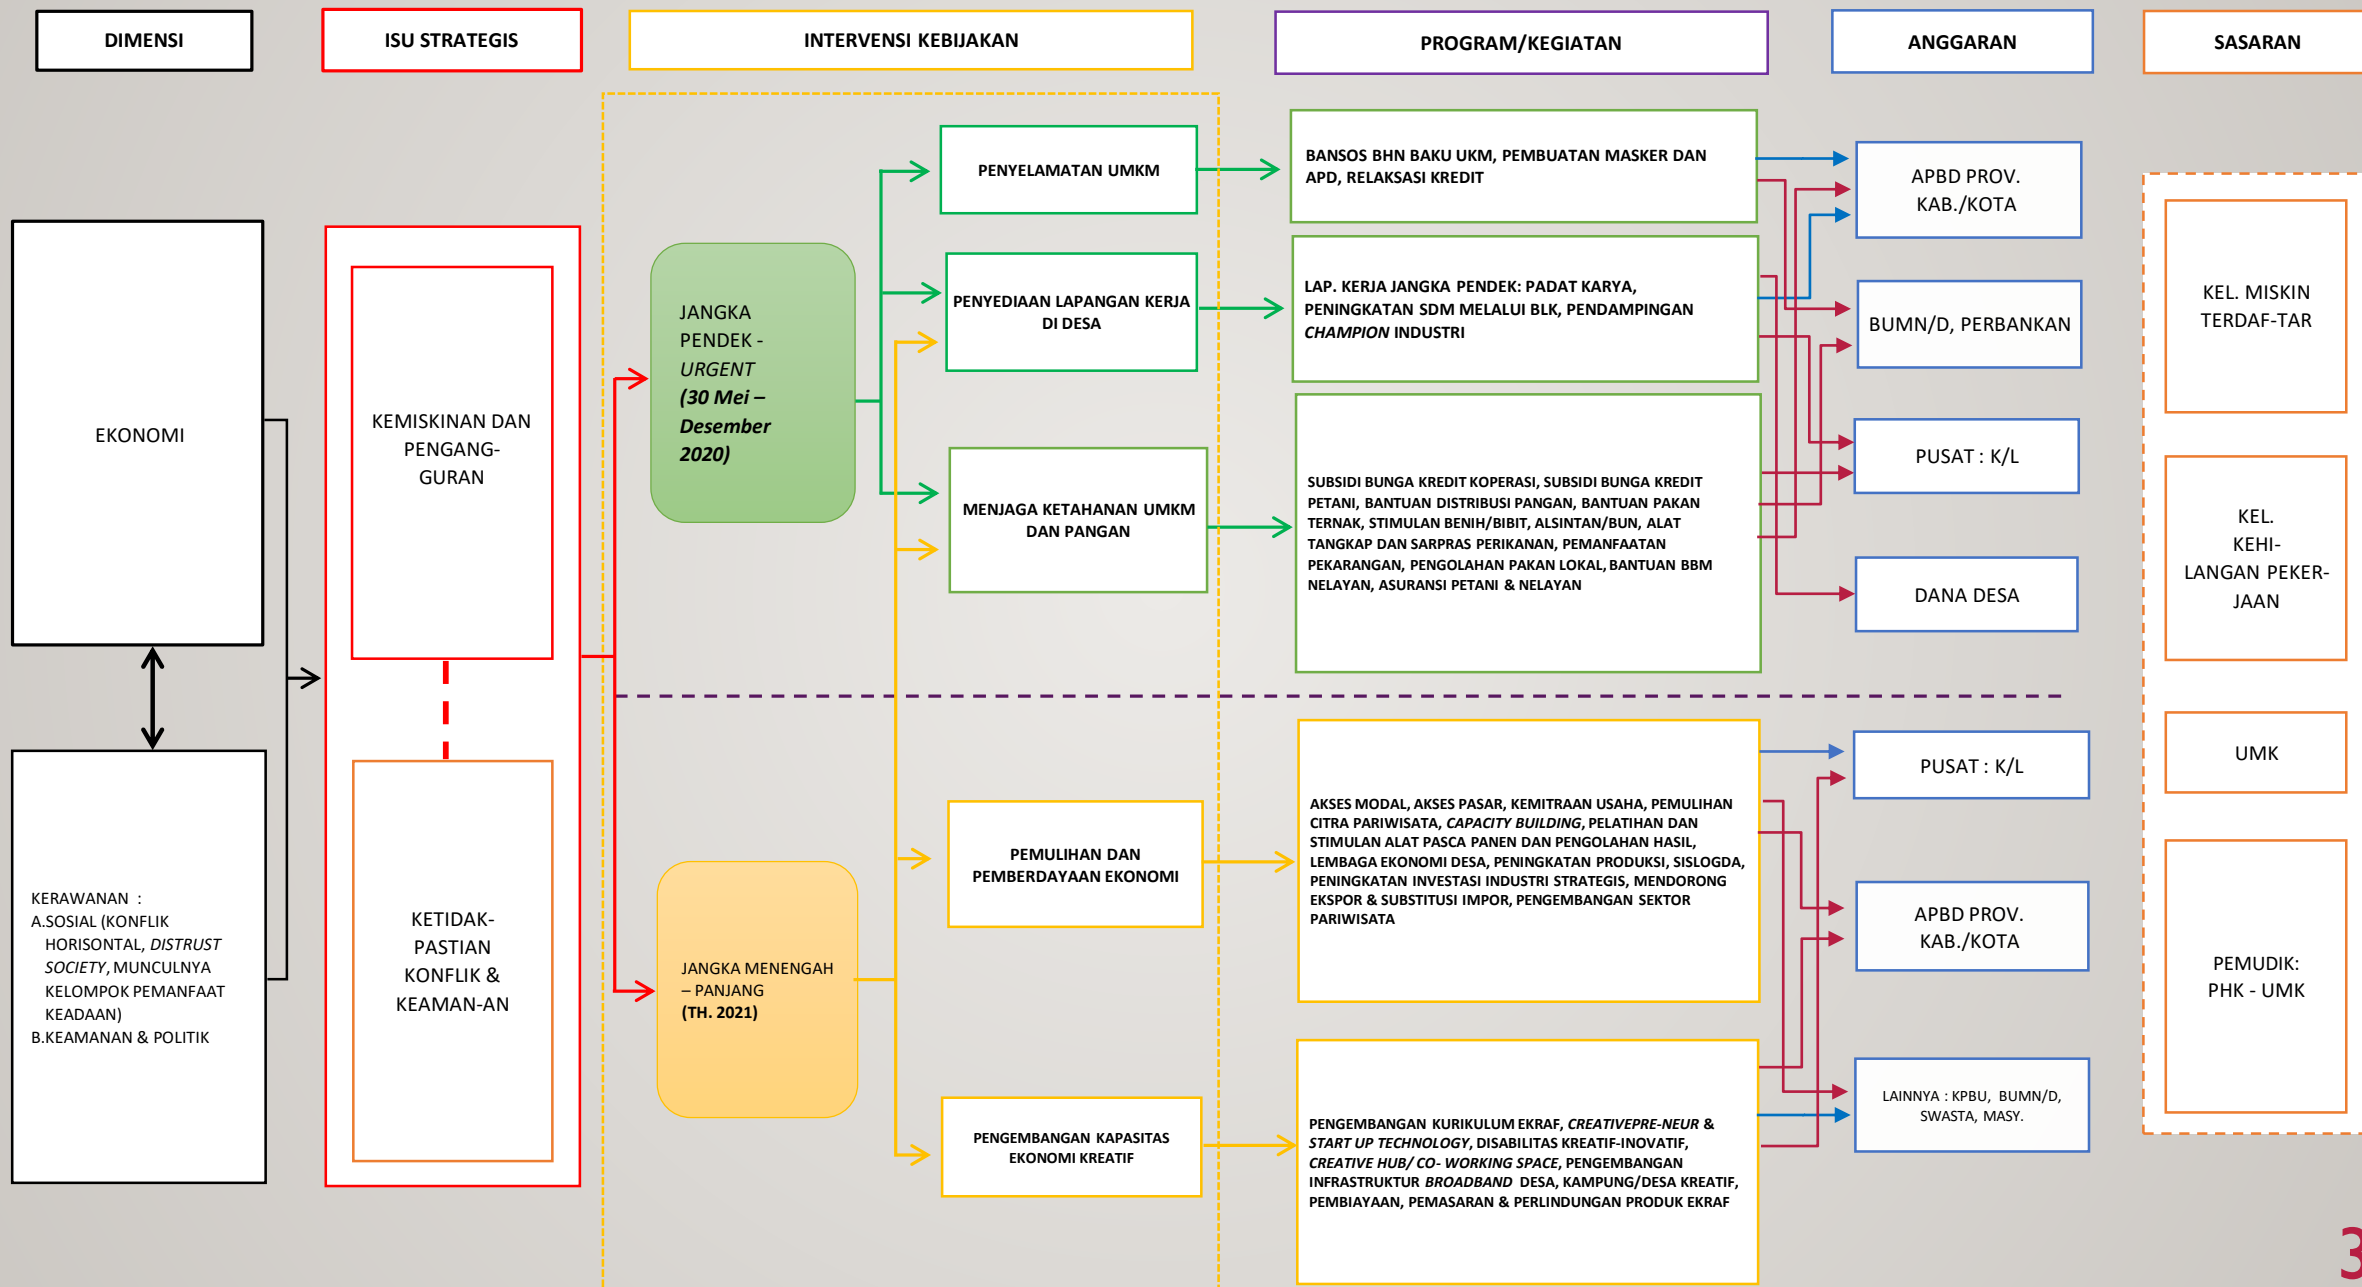 DIMENSI
ISU STRATEGIS
INTERVENSI KEBIJAKAN
PROGRAM/KEGIATAN
ANGGARAN
SASARAN
EKONOMI
KERAWANAN :
A.SOSIAL (KONFLIK
HORISONTAL, DISTRUST
SOCIETY, MUNCULNYA
KELOMPOK PEMANFAAT
KEADAAN)
B.KEAMANAN & POLITIK
KEMISKINAN DAN
PENGANG-
GURAN
KETIDAK-
PASTIAN
KONFLIK &
KEAMAN-AN
JANGKA
PENDEK -
URGENT
(30 Mei –
Desember
2020)
JANGKA MENENGAH
– PANJANG
(TH. 2021)
PENYELAMATAN UMKM
PENYEDIAAN LAPANGAN KERJA
DI DESA
MENJAGA KETAHANAN UMKM
DAN PANGAN
PEMULIHAN DAN
PEMBERDAYAAN EKONOMI
PENGEMBANGAN KAPASITAS
EKONOMI KREATIF
BANSOS BHN BAKU UKM, PEMBUATAN MASKER DAN
APD, RELAKSASI KREDIT
LAP. KERJA JANGKA PENDEK: PADAT KARYA,
PENINGKATAN SDM MELALUI BLK, PENDAMPINGAN
CHAMPION INDUSTRI
SUBSIDI BUNGA KREDIT KOPERASI, SUBSIDI BUNGA KREDIT
PETANI, BANTUAN DISTRIBUSI PANGAN, BANTUAN PAKAN
TERNAK, STIMULAN BENIH/BIBIT, ALSINTAN/BUN, ALAT
TANGKAP DAN SARPRAS PERIKANAN, PEMANFAATAN
PEKARANGAN, PENGOLAHAN PAKAN LOKAL, BANTUAN BBM
NELAYAN, ASURANSI PETANI & NELAYAN
AKSES MODAL, AKSES PASAR, KEMITRAAN USAHA, PEMULIHAN
CITRA PARIWISATA, CAPACITY BUILDING, PELATIHAN DAN
STIMULAN ALAT PASCA PANEN DAN PENGOLAHAN HASIL,
LEMBAGA EKONOMI DESA, PENINGKATAN PRODUKSI, SISLOGDA,
PENINGKATAN INVESTASI INDUSTRI STRATEGIS, MENDORONG
EKSPOR & SUBSTITUSI IMPOR, PENGEMBANGAN SEKTOR
PARIWISATA
PENGEMBANGAN KURIKULUM EKRAF, CREATIVEPRE-NEUR &
START UP TECHNOLOGY, DISABILITAS KREATIF-INOVATIF,
CREATIVE HUB/ CO- WORKING SPACE, PENGEMBANGAN
INFRASTRUKTUR BROADBAND DESA, KAMPUNG/DESA KREATIF,
PEMBIAYAAN, PEMASARAN & PERLINDUNGAN PRODUK EKRAF
APBD PROV.
KAB./KOTA
BUMN/D, PERBANKAN
PUSAT : K/L
DANA DESA
PUSAT : K/L
APBD PROV.
KAB./KOTA
LAINNYA : KPBU, BUMN/D,
SWASTA, MASY.
KEL. MISKIN
TERDAF-TAR
KEL.
KEHI-
LANGAN PEKER-
JAAN
UMK
PEMUDIK:
PHK - UMK
3